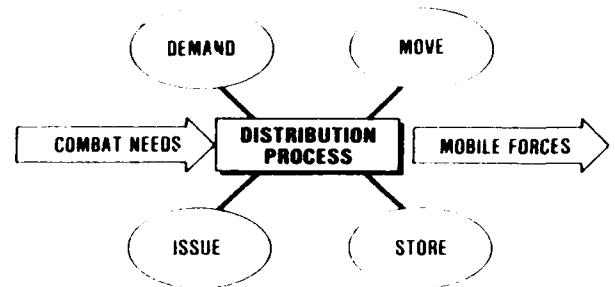 DEMAND
MOVE
COMBAT NEEDS
DISTRIBUTION
PROCESS
MOBILE FORCES
ISSUE
STORE